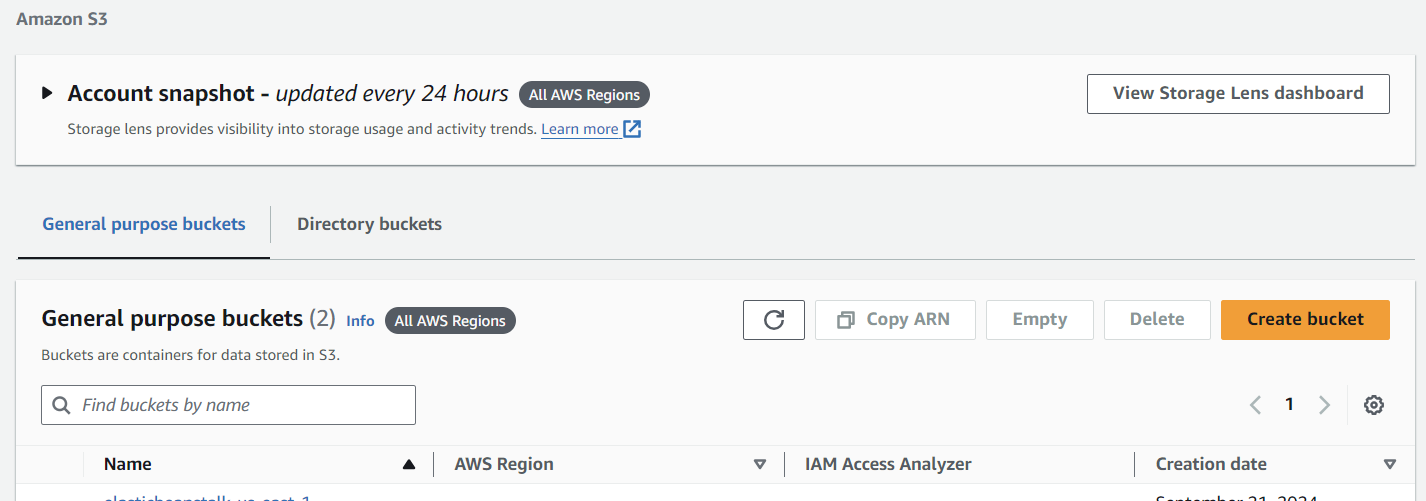 Amazon S3
Account snapshot - updated every 24 hours All AWS Regions
View Storage Lens dashboard
Storage lens provides visibility into storage usage and activity trends. Learn more
General purpose buckets
Directory buckets
General purpose buckets (2) Info All AWS Regions
Copy ARN
Empty
Delete
Create bucket
Buckets are containers for data stored in S3.
Find buckets by name
1
Name
AWS Region
IAM Access Analyzer
Creation date